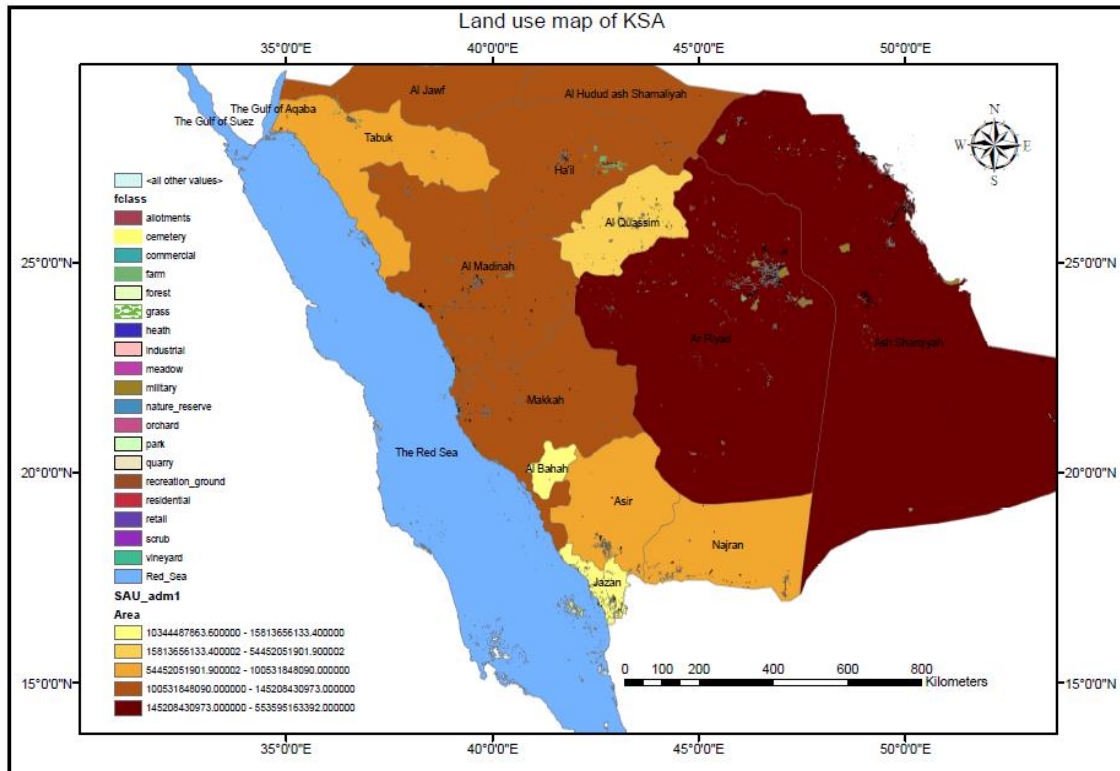 Land use map of KSA
35°0'0"E 40°0'0"E 45°0'0"E 50°0'0"E
Al Jawf
Al Hudud ash Shamaliyah
The Gulf of Aqaba
The Gulf of Suez
Tabuk
N
W E
S
Ha'il
Al Quassim
25°0'0"N 25°0'0"N
Al Madinah
Ar Riyad
Ash Sharqiyah
Makkah
The Red Sea
Al Bahah
20°0'0"N 20°0'0"N
'Asir
Najran
Jazan
15°0'0"N 15°0'0"N
<all other values>
fclass
allotments
cemetery
commercial
farm
forest
grass
heath
industrial
meadow
military
nature_reserve
orchard
park
quarry
recreation_ground
residential
retail
scrub
vineyard
Red_Sea
SAU_adm1
Area
10344487863.600000 - 15813656133.400000
15813656133.400002 - 54452051901.900002
54452051901.900002 - 100531848090.000000
100531848090.000000 - 145208430973.000000
145208430973.000000 - 553595163392.000000
0 100 200 400 600 800
Kilometers
35°0'0"E 40°0'0"E 45°0'0"E 50°0'0"E